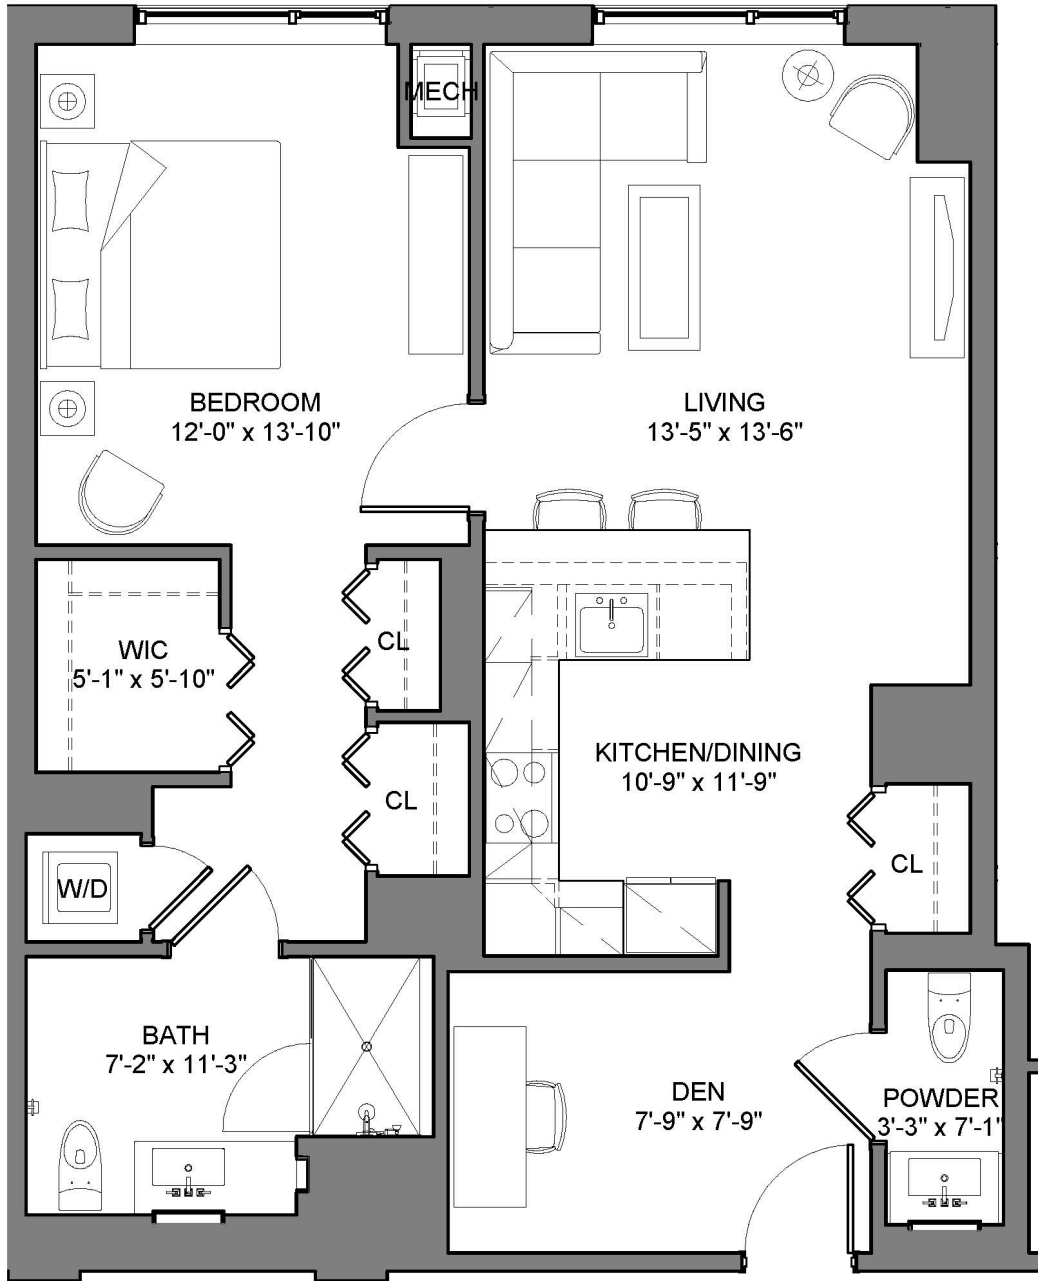 MECH
BEDROOM
12'-0" x 13'-10"
LIVING
13'-5" x 13'-6"
WIC
5'-1" x 5'-10"
CL
KITCHEN/DINING
10'-9" x 11'-9"
CL
CL
W/D
BATH
7'-2" x 11'-3"
DEN
7'-9" x 7'-9"
POWDER
3'-3" x 7'-1"